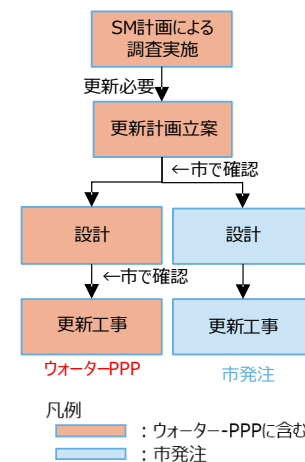 SM計画による
調査実施
更新必要
更新計画立案
←市で確認
設計
設計
←市で確認
更新工事
更新工事
ウォーターPPP
市発注
凡例
：ウォーター-PPPに含む
：市発注